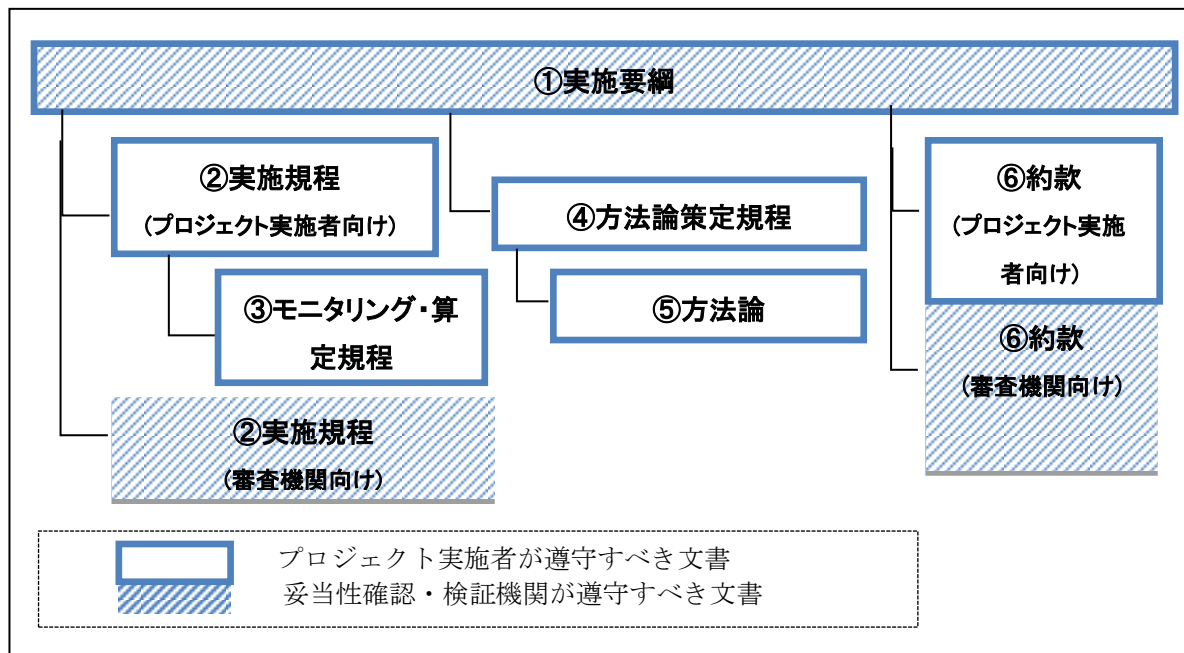 ①実施要綱
②実施規程
(プロジェクト実施者向け)
③モニタリング・算
定規程
②実施規程
(審査機関向け)
④方法論策定規程
⑤方法論
⑥約款
(プロジェクト実施
者向け)
⑥約款
(審査機関向け)
プロジェクト実施者が遵守すべき文書
妥当性確認・検証機関が遵守すべき文書